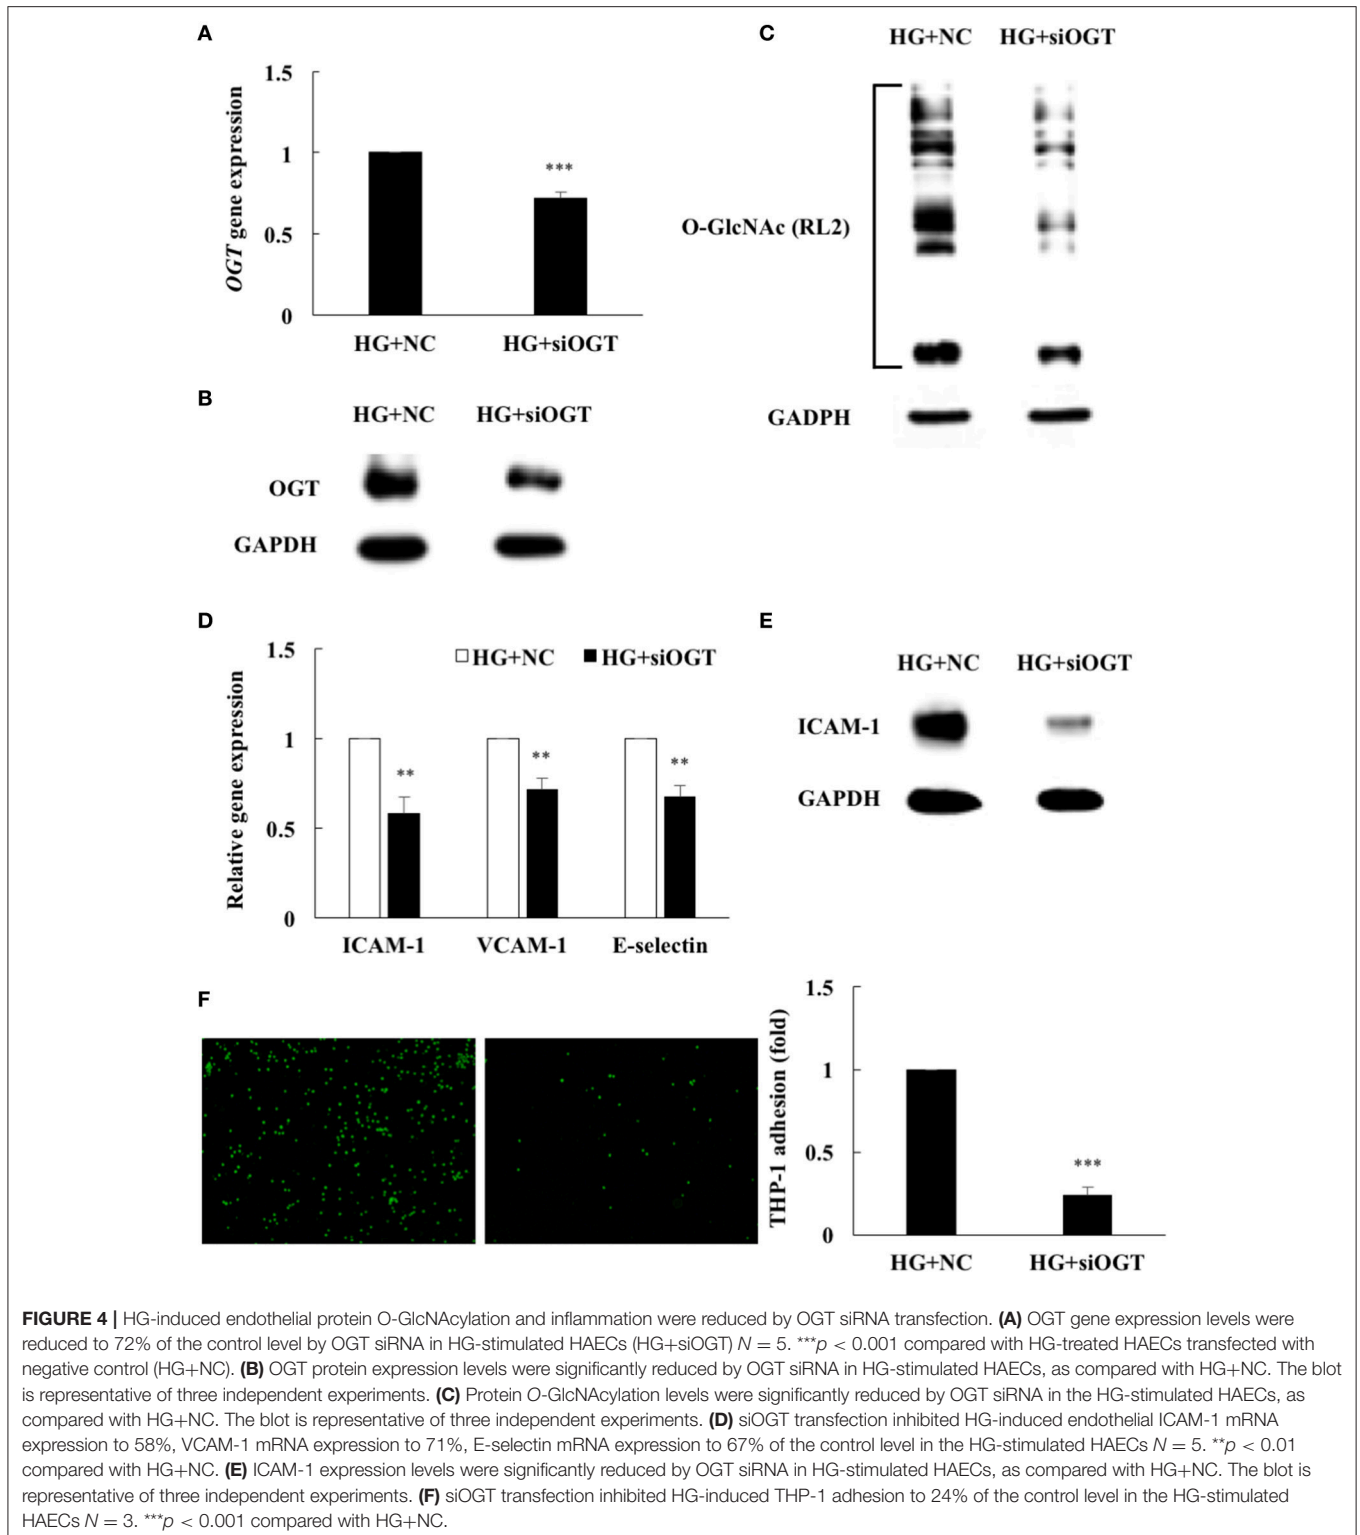 A
1.5
1
0.5
0
OGT gene expression
***
HG+NC HG+siOGT
B
HG+NC HG+siOGT
OGT
GAPDH
C
HG+NC HG+siOGT
O-GlcNAc (RL2)
GADPH
D
1.5
1
0.5
0
Relative gene expression
HG+NC HG+siOGT
** ** **
ICAM-1 VCAM-1 E-selectin
E
HG+NC HG+siOGT
ICAM-1
GAPDH
F
1.5
1
0.5
0
THP-1 adhesion (fold)
***
HG+NC HG+siOGT
FIGURE 4 | HG-induced endothelial protein O-GlcNAcylation and inflammation were reduced by OGT siRNA transfection. (A) OGT gene expression levels were
reduced to 72% of the control level by OGT siRNA in HG-stimulated HAECs (HG+siOGT) N = 5. ***p < 0.001 compared with HG-treated HAECs transfected with
negative control (HG+NC). (B) OGT protein expression levels were significantly reduced by OGT siRNA in HG-stimulated HAECs, as compared with HG+NC. The blot
is representative of three independent experiments. (C) Protein O-GlcNAcylation levels were significantly reduced by OGT siRNA in the HG-stimulated HAECs, as
compared with HG+NC. The blot is representative of three independent experiments. (D) siOGT transfection inhibited HG-induced endothelial ICAM-1 mRNA
expression to 58%, VCAM-1 mRNA expression to 71%, E-selectin mRNA expression to 67% of the control level in the HG-stimulated HAECs N = 5. **p < 0.01
compared with HG+NC. (E) ICAM-1 expression levels were significantly reduced by OGT siRNA in HG-stimulated HAECs, as compared with HG+NC. The blot is
representative of three independent experiments. (F) siOGT transfection inhibited HG-induced THP-1 adhesion to 24% of the control level in the HG-stimulated
HAECs N = 3. ***p < 0.001 compared with HG+NC.